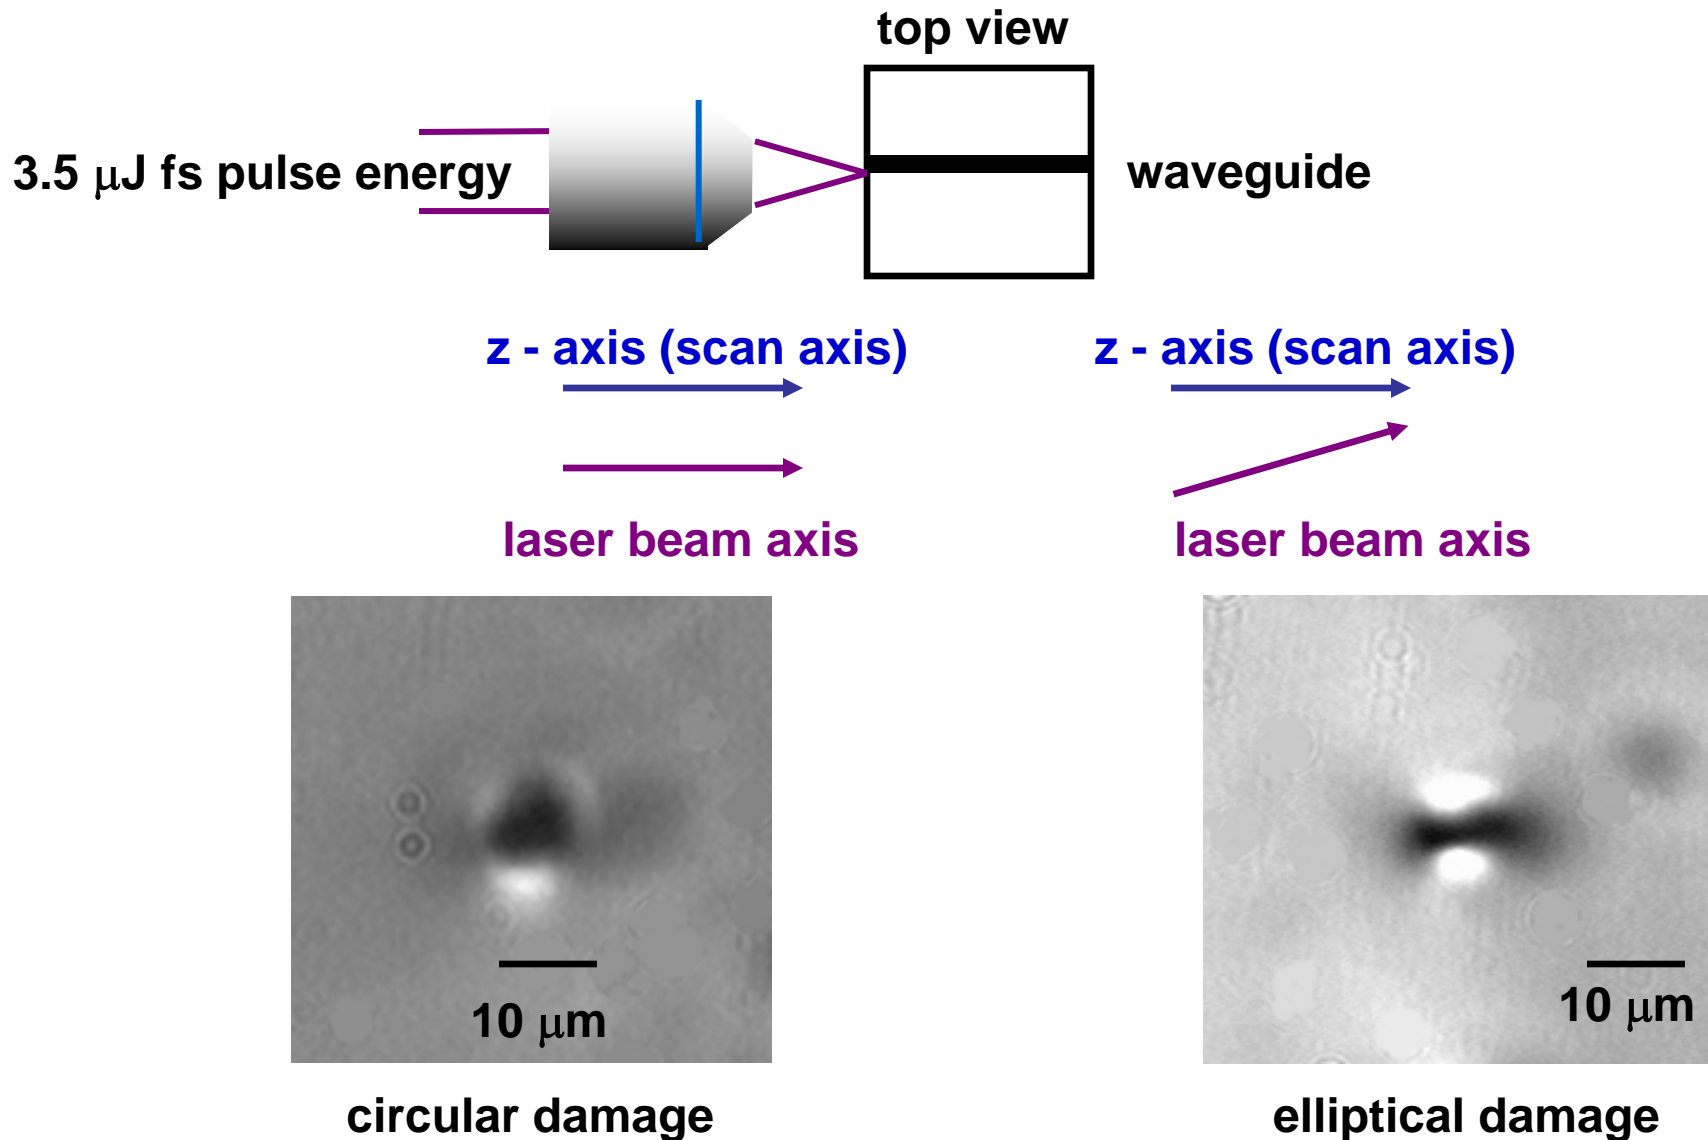 top view
3.5 μJ fs pulse energy
waveguide
z - axis (scan axis)
z - axis (scan axis)
laser beam axis
laser beam axis
10 μm
10 μm
circular damage
elliptical damage